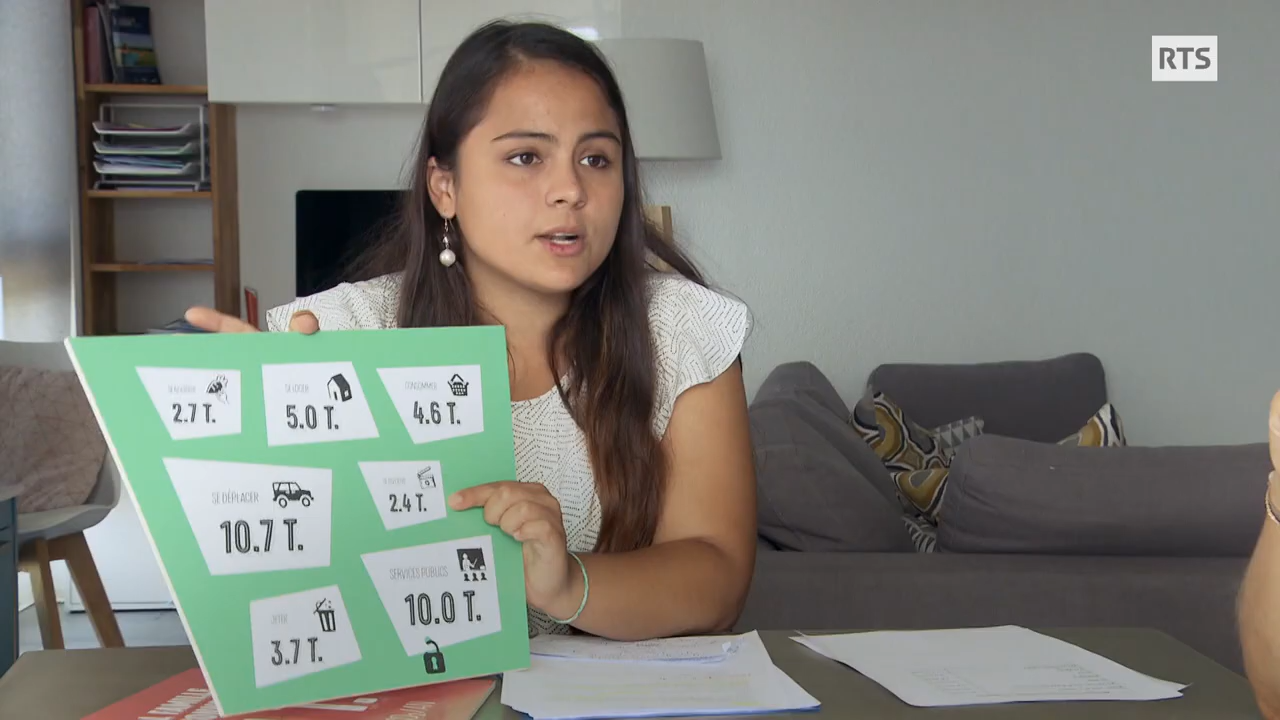 RTS
2.7 T.
SE LOGER
5.0 T.
CONSOMMER
4.6 T.
SE DÉPLACER
10.7 T.
2.4 T.
SERVICES PUBLICS
10.0 T.
JETER
3.7 T.